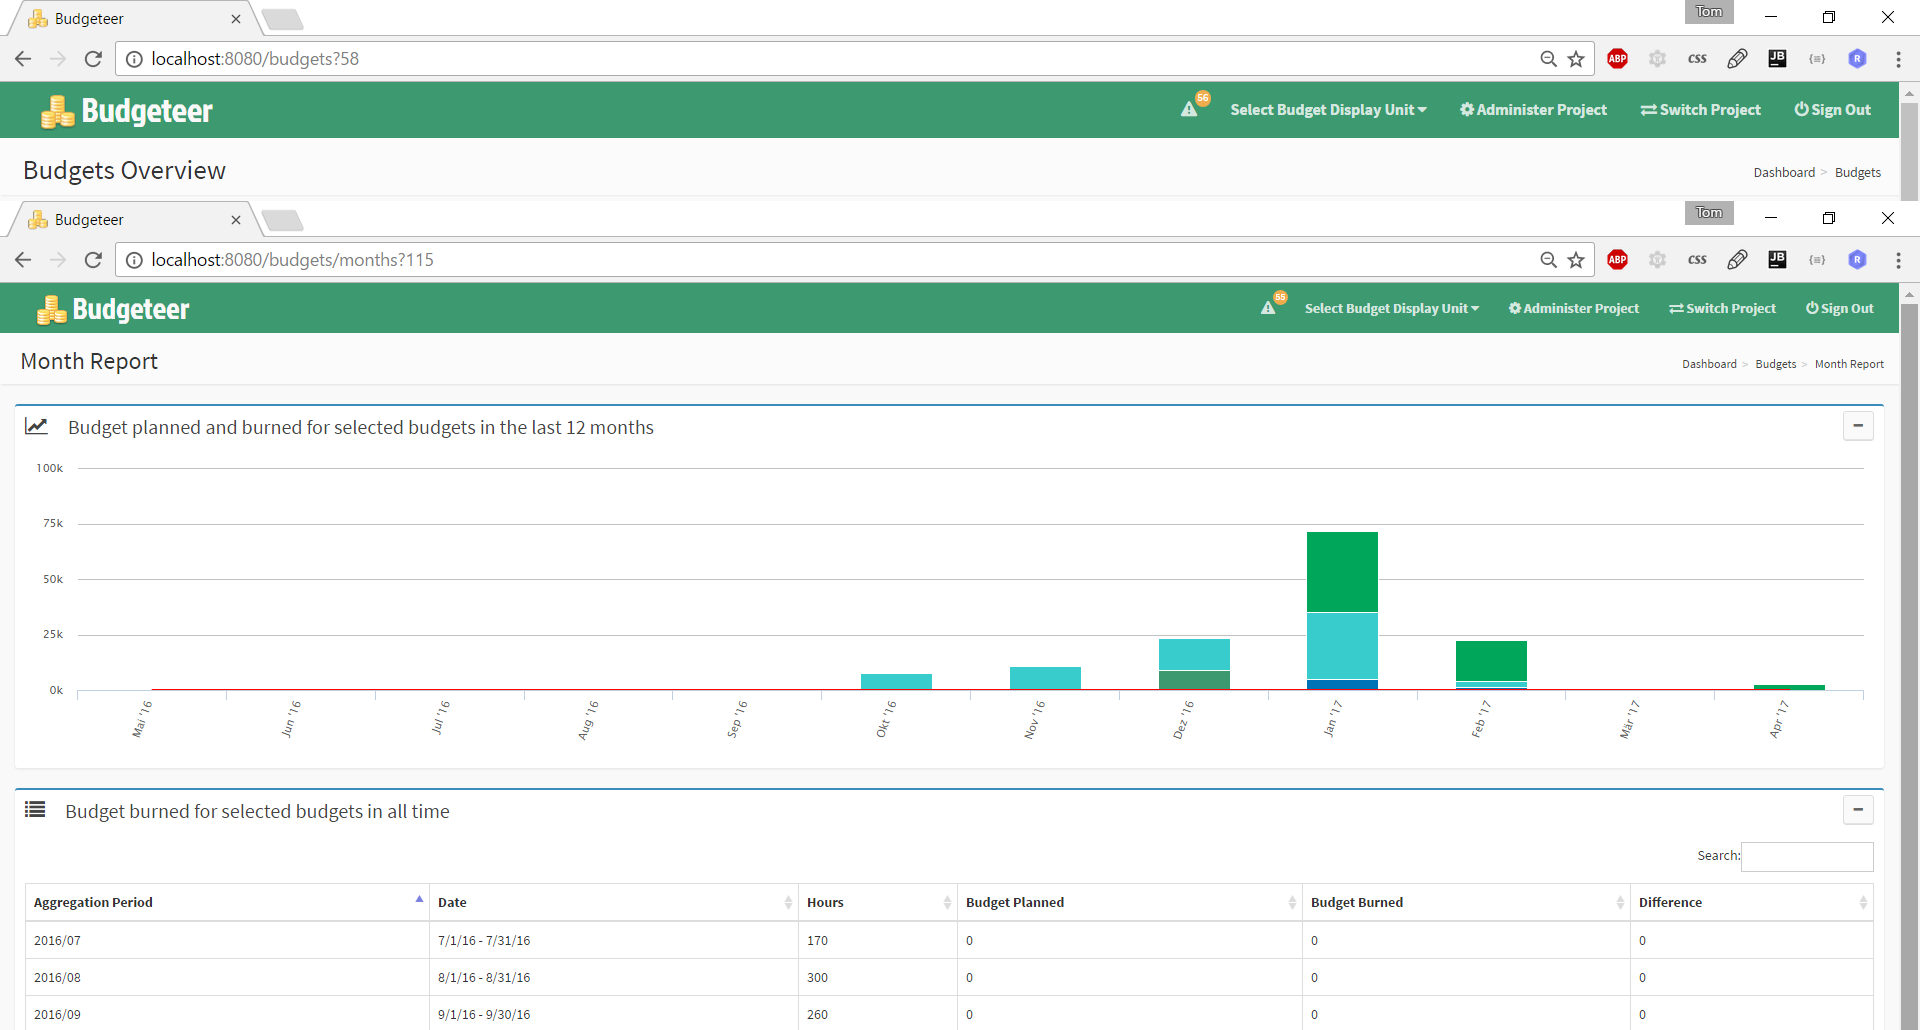 Budgeteer
Tom
localhost:8080/budgets?58
ABP CSS JB {≡} R
Budgeteer 56 Select Budget Display Unit Administer Project Switch Project Sign Out
Budgets Overview Dashboard > Budgets
Budgeteer
Tom
localhost:8080/budgets/months?115
ABP CSS JB {≡} R
Budgeteer 55 Select Budget Display Unit Administer Project Switch Project Sign Out
Month Report Dashboard > Budgets > Month Report
Budget planned and burned for selected budgets in the last 12 months
100k
75k
50k
25k
0k
Mai '16 Jun '16 Jul '16 Aug '16 Sep '16 Okt '16 Nov '16 Dez '16 Jan '17 Feb '17 Mär '17 Apr '17
Budget burned for selected budgets in all time
Search:
Aggregation Period Date Hours Budget Planned Budget Burned Difference
2016/07 7/1/16 - 7/31/16 170 0 0 0
2016/08 8/1/16 - 8/31/16 300 0 0 0
2016/09 9/1/16 - 9/30/16 260 0 0 0